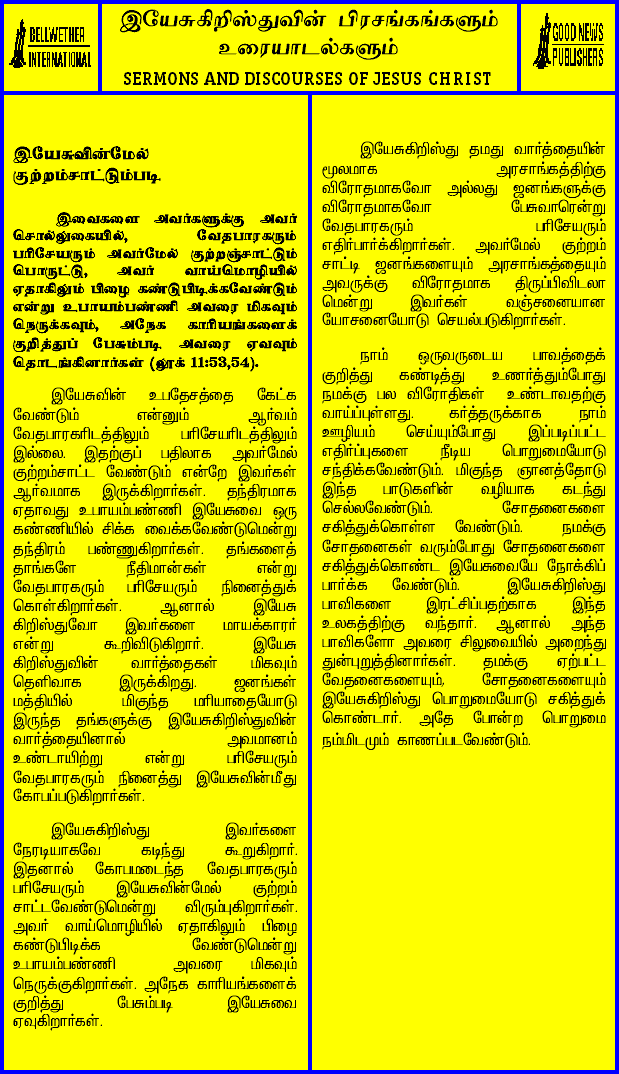 BELLWETHER
INTERNATIONAL
இயேசுகிறிஸ்துவின் பிரசங்கங்களும்
உரையாடல்களும்
SERMONS AND DISCOURSES OF JESUS CHRIST
GOOD NEWS
PUBLISHERS
இயேசுவின்மேல்
குற்றம்சாட்டும்படி
இவைகளை அவர்களுக்கு அவர்
சொல்லுகையில், வேதபாரகரும்
பரிசேயரும் அவர்மேல் குற்றஞ்சாட்டும்
பொருட்டு, அவர் வாய்மொழியில்
ஏதாகிலும் பிழை கண்டுபிடிக்கவேண்டும்
என்று உபாயம்பண்ணி அவரை மிகவும்
நெருக்கவும், அநேக காரியங்களைக்
குறித்துப் பேசும்படி அவரை ஏவவும்
தொடங்கினார்கள் (லூக் 11:53,54).
இயேசுவின் உபதேசத்தை கேட்க
வேண்டும் என்னும் ஆர்வம்
வேதபாரகரிடத்திலும் பரிசேயரிடத்திலும்
இல்லை. இதற்குப் பதிலாக அவர்மேல்
குற்றம்சாட்ட வேண்டும் என்றே இவர்கள்
ஆர்வமாக இருக்கிறார்கள். தந்திரமாக
ஏதாவது உபாயம்பண்ணி இயேசுவை ஒரு
கண்ணியில் சிக்க வைக்கவேண்டுமென்று
தந்திரம் பண்ணுகிறார்கள். தங்களைத்
தாங்களே நீதிமான்கள் என்று
வேதபாரகரும் பரிசேயரும் நினைத்துக்
கொள்கிறார்கள். ஆனால் இயேசு
கிறிஸ்துவோ இவர்களை மாயக்காரர்
என்று கூறிவிடுகிறார். இயேசு
கிறிஸ்துவின் வார்த்தைகள் மிகவும்
தெளிவாக இருக்கிறது. ஜனங்கள்
மத்தியில் மிகுந்த மரியாதையோடு
இருந்த தங்களுக்கு இயேசுகிறிஸ்துவின்
வார்த்தையினால் அவமானம்
உண்டாயிற்று என்று பரிசேயரும்
வேதபாரகரும் நினைத்து இயேசுவின்மீது
கோபப்படுகிறார்கள்.
இயேசுகிறிஸ்து இவர்களை
நேரடியாகவே கடிந்து கூறுகிறார்.
இதனால் கோபமடைந்த வேதபாரகரும்
பரிசேயரும் இயேசுவின்மேல் குற்றம்
சாட்டவேண்டுமென்று விரும்புகிறார்கள்.
அவர் வாய்மொழியில் ஏதாகிலும் பிழை
கண்டுபிடிக்க வேண்டுமென்று
உபாயம்பண்ணி அவரை மிகவும்
நெருக்குகிறார்கள். அநேக காரியங்களைக்
குறித்து பேசும்படி இயேசுவை
ஏவுகிறார்கள்.
இயேசுகிறிஸ்து தமது வார்த்தையின்
மூலமாக அரசாங்கத்திற்கு
விரோதமாகவோ அல்லது ஜனங்களுக்கு
விரோதமாகவோ பேசுவாரென்று
வேதபாரகரும் பரிசேயரும்
எதிர்பார்க்கிறார்கள். அவர்மேல் குற்றம்
சாட்டி ஜனங்களையும் அரசாங்கத்தையும்
அவருக்கு விரோதமாக திருப்பிவிடலா
மென்று இவர்கள் வஞ்சனையான
யோசனையோடு செயல்படுகிறார்கள்.
நாம் ஒருவருடைய பாவத்தைக்
குறித்து கண்டித்து உணர்த்தும்போது
நமக்கு பல விரோதிகள் உண்டாவதற்கு
வாய்ப்புள்ளது. கர்த்தருக்காக நாம்
ஊழியம் செய்யும்போது இப்படிப்பட்ட
எதிர்ப்புகளை நீடிய பொறுமையோடு
சந்திக்கவேண்டும். மிகுந்த ஞானத்தோடு
இந்த பாடுகளின் வழியாக கடந்து
செல்லவேண்டும். சோதனைகளை
சகித்துக்கொள்ள வேண்டும். நமக்கு
சோதனைகள் வரும்போது சோதனைகளை
சகித்துக்கொண்ட இயேசுவையே நோக்கிப்
பார்க்க வேண்டும். இயேசுகிறிஸ்து
பாவிகளை இரட்சிப்பதற்காக இந்த
உலகத்திற்கு வந்தார். ஆனால் அந்த
பாவிகளோ அவரை சிலுவையில் அறைந்து
துன்புறுத்தினார்கள். தமக்கு ஏற்பட்ட
வேதனைகளையும், சோதனைகளையும்
இயேசுகிறிஸ்து பொறுமையோடு சகித்துக்
கொண்டார். அதே போன்ற பொறுமை
நம்மிடமும் காணப்படவேண்டும்.